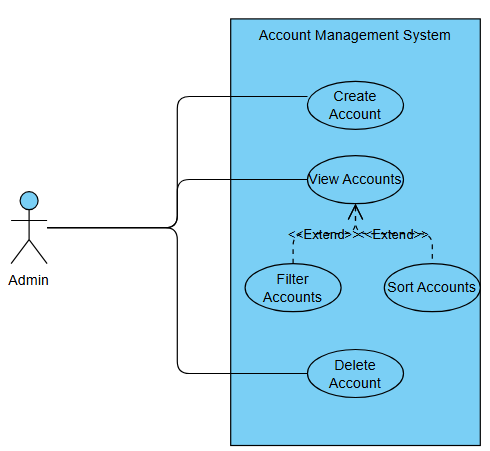 Account Management System
Create
Account
View Accounts
<<Extend>>
<<Extend>>
Filter
Accounts
Sort Accounts
Admin
Delete
Account